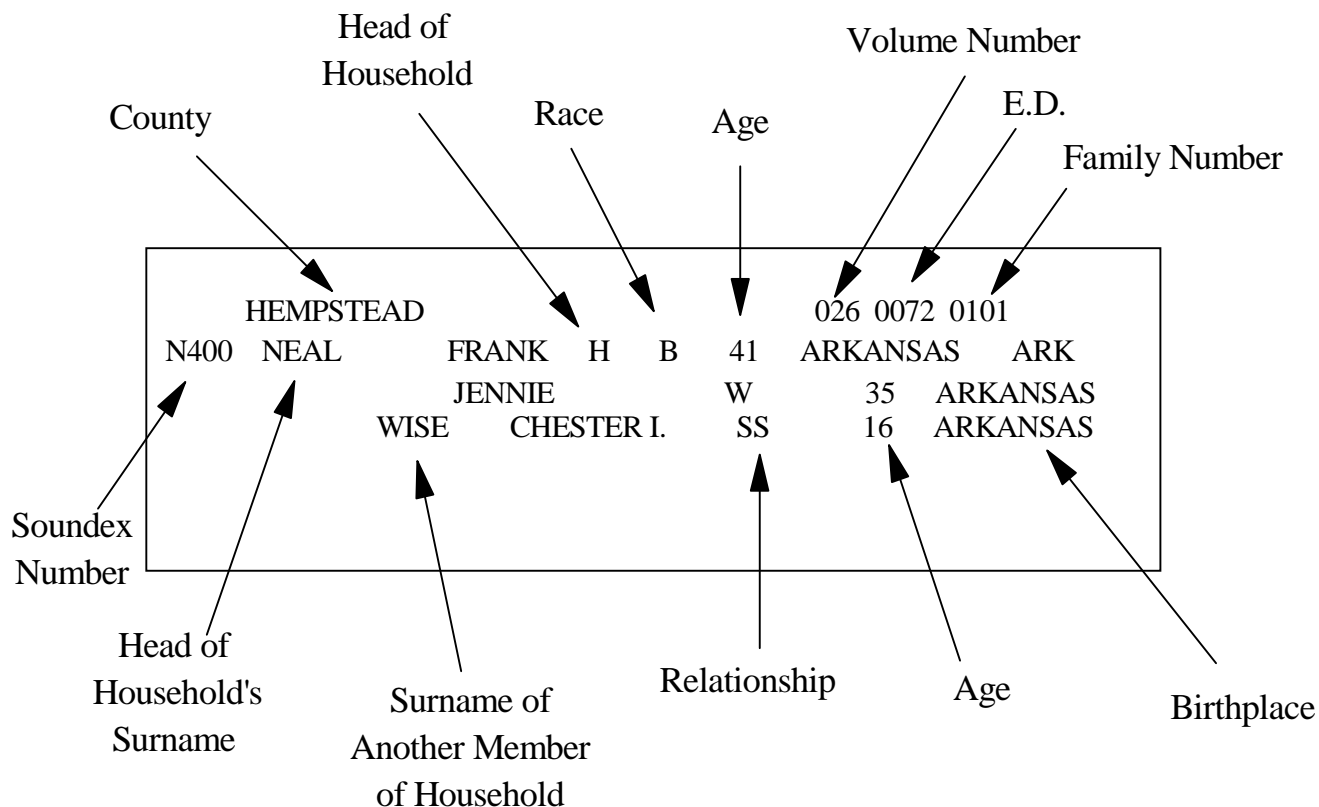 Head of
Household
Volume Number
E.D.
County
Race
Age
Family Number
HEMPSTEAD 026 0072 0101
N400 NEAL FRANK H B 41 ARKANSAS ARK
JENNIE W 35 ARKANSAS
WISE CHESTER I. SS 16 ARKANSAS
Soundex
Number
Head of
Household's
Surname
Surname of
Another Member
of Household
Relationship
Age
Birthplace